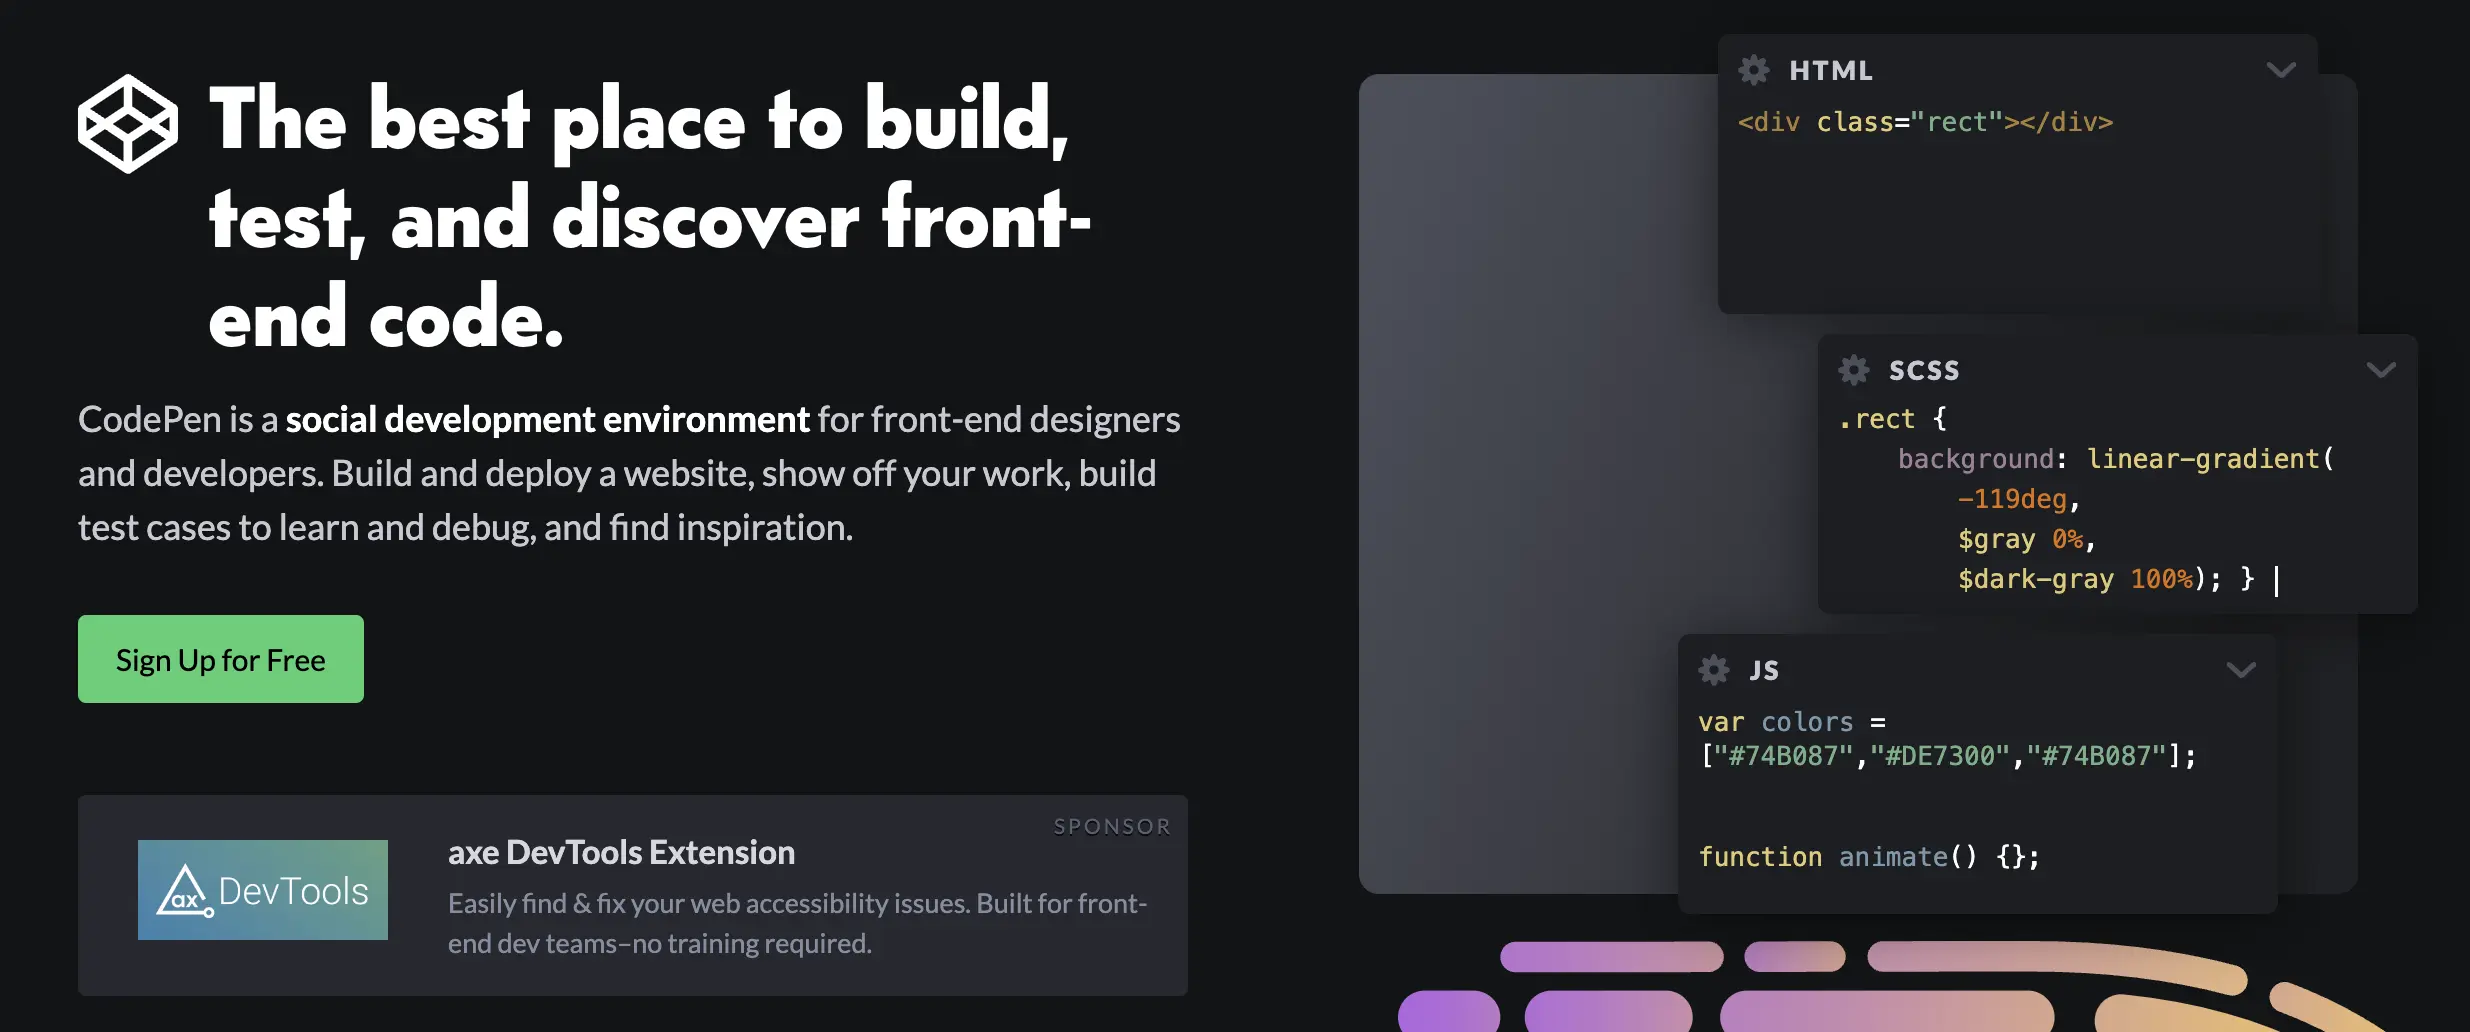 The best place to build,
test, and discover front-
end code.
CodePen is a social development environment for front-end designers
and developers. Build and deploy a website, show off your work, build
test cases to learn and debug, and find inspiration.
Sign Up for Free
SPONSOR
ax DevTools
axe DevTools Extension
Easily find & fix your web accessibility issues. Built for front-
end dev teams–no training required.
HTML
<div class="rect"></div>
SCSS
.rect {
background: linear-gradient(
-119deg,
$gray 0%,
$dark-gray 100%); } |
JS
var colors =
["#74B087","#DE7300","#74B087"];
function animate() {};